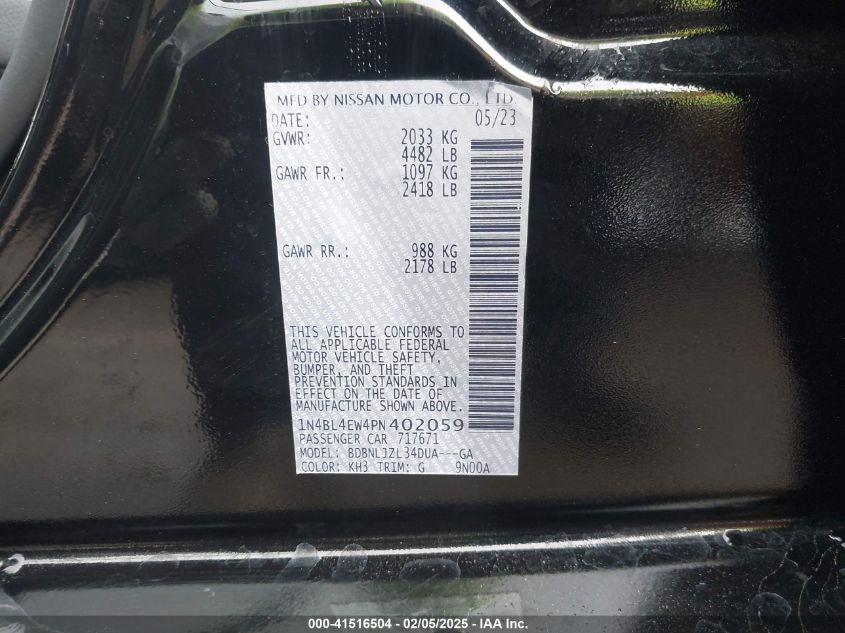 MFD BY NISSAN MOTOR CO., LTD.
DATE: 05/23
GVWR: 2033 KG
4482 LB
GAWR FR.: 1097 KG
2418 LB
GAWR RR.: 988 KG
2178 LB
THIS VEHICLE CONFORMS TO
ALL APPLICABLE FEDERAL
MOTOR VEHICLE SAFETY,
BUMPER, AND THEFT
PREVENTION STANDARDS IN
EFFECT ON THE DATE OF
MANUFACTURE SHOWN ABOVE.
1N4BL4EW4PN402059
PASSENGER CAR 717671
MODEL: BDBNLJZL34DUA---GA
COLOR: KH3 TRIM: G 9N00A
000-41516504 - 02/05/2025 - IAA Inc.